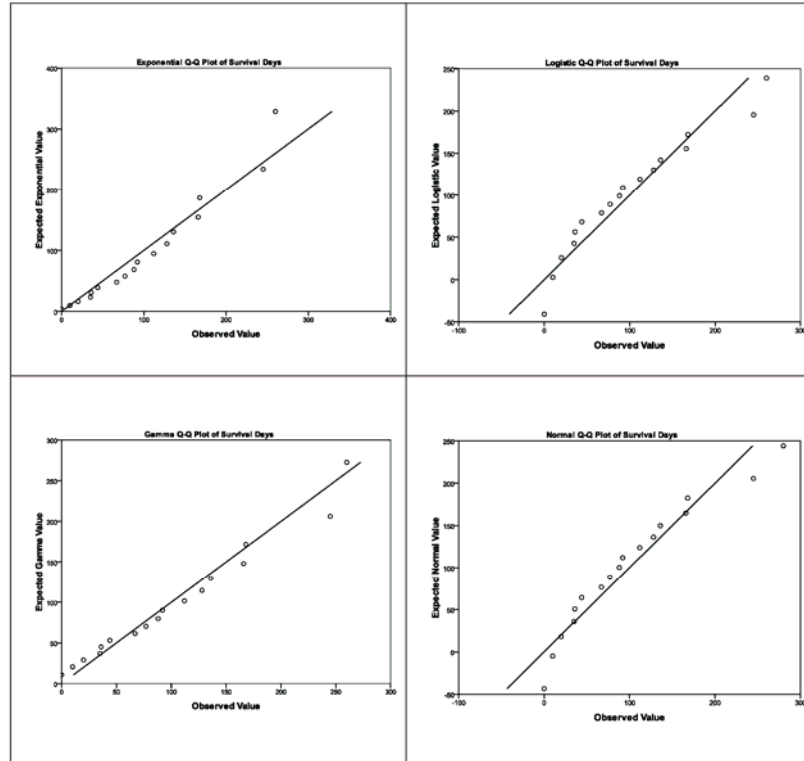 Exponential Q-Q Plot of Survival Days
400
300
200
100
0
0 100 200 300 400
Expected Exponential Value
Observed Value
Logistic Q-Q Plot of Survival Days
250
200
150
100
50
0
-50
-100 0 100 200 300
Expected Logistic Value
Observed Value
Gamma Q-Q Plot of Survival Days
300
250
200
150
100
50
0
0 50 100 150 200 250 300
Expected Gamma Value
Observed Value
Normal Q-Q Plot of Survival Days
250
200
150
100
50
0
-50
-100 0 100 200 300
Expected Normal Value
Observed Value